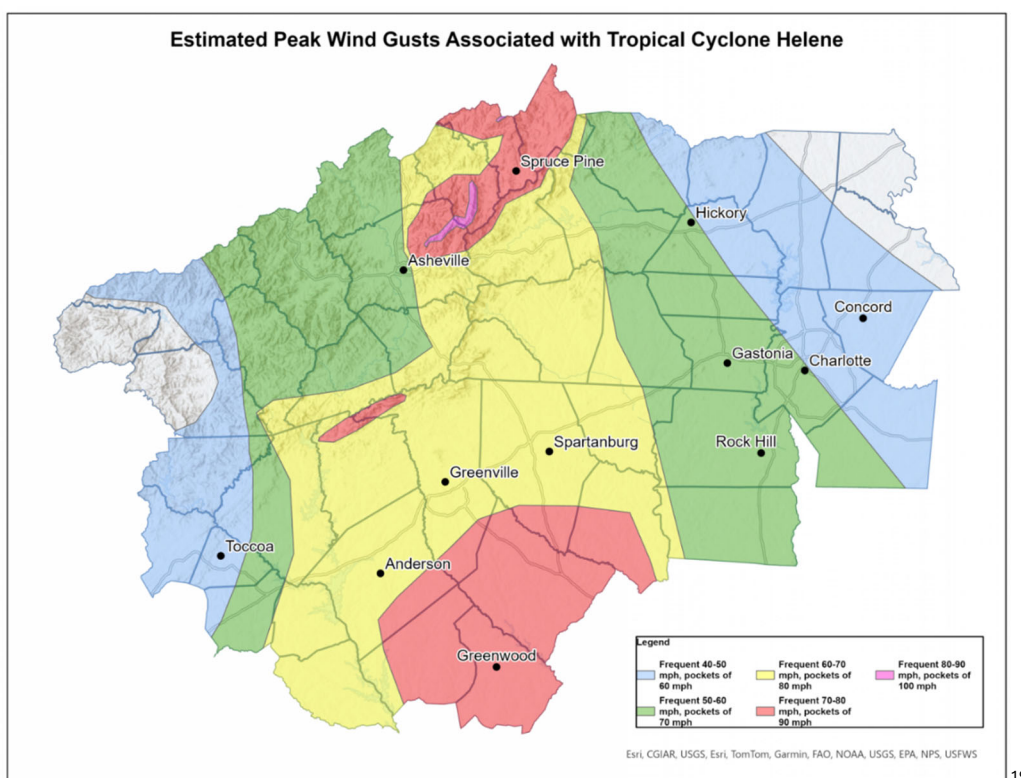 Estimated Peak Wind Gusts Associated with Tropical Cyclone Helene
Spruce Pine
Hickory
Asheville
Concord
Gastonia
Charlotte
Spartanburg
Rock Hill
Greenville
Toccoa
Anderson
Greenwood
Legend
Frequent 40-50
mph, pockets of
60 mph
Frequent 60-70
mph, pockets of
80 mph
Frequent 80-90
mph, pockets of
100 mph
Frequent 50-60
mph, pockets of
70 mph
Frequent 70-80
mph, pockets of
90 mph
Esri, CGIAR, USGS, Esri, TomTom, Garmin, FAO, NOAA, USGS, EPA, NPS, USFWS